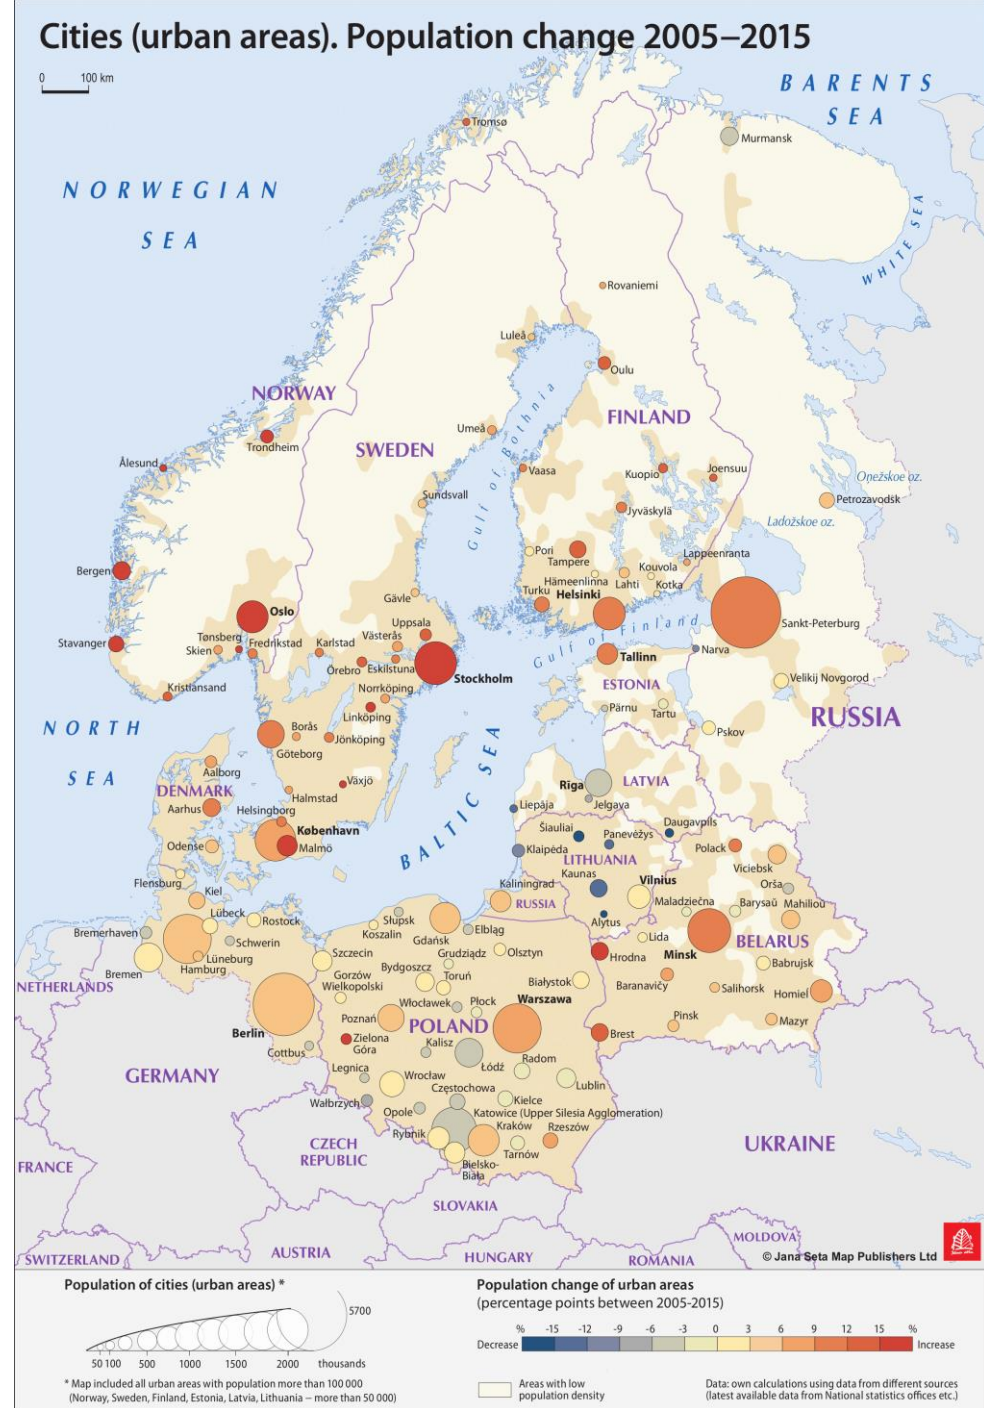 Cities (urban areas). Population change 2005–2015
0 100 km
BARENTS
SEA
Tromsø
Murmansk
NORWEGIAN
SEA
WHITE SEA
Rovaniemi
Luleå
Oulu
NORWAY
FINLAND
Gulf of Bothnia
Umeå
Trondheim
SWEDEN
Ålesund
Vaasa
Kuopio
Joensuu
Onežskoe oz.
Sundsvall
Petrozavodsk
Jyväskylä
Ladožskoe oz.
Pori
Tampere
Lappeenranta
Bergen
Kouvola
Hämeenlinna
Lahti
Kotka
Gävle
Turku
Helsinki
Oslo
Uppsala
Sankt-Peterburg
Gulf of Finland
Tønsberg
Fredrikstad
Karlstad
Västerås
Stavanger
Skien
Narva
Tallinn
Örebro
Eskilstuna
Stockholm
Kristiansand
Norrköping
ESTONIA
Velikij Novgorod
Linköping
Pärnu
Tartu
RUSSIA
NORTH
SEA
Borås
Jönköping
Pskov
Göteborg
BALTIC SEA
Aalborg
Växjö
Rīga
LATVIA
DENMARK
Halmstad
Jelgava
Aarhus
Helsingborg
Liepāja
Daugavpils
København
Šiauliai
Panevėžys
Odense
Malmö
Klaipėda
LITHUANIA
Polack
Viciebsk
Flensburg
Kaliningrad
Kaunas
Vilnius
Orša
Kiel
RUSSIA
Maladziečna
Barysaŭ
Mahilioŭ
Lübeck
Rostock
Słupsk
Alytus
Bremerhaven
Koszalin
Gdańsk
Elbląg
Lida
Minsk
BELARUS
Schwerin
Hrodna
Lüneburg
Hamburg
Bremen
Szczecin
Grudziądz
Olsztyn
Babrujsk
NETHERLANDS
Gorzów
Wielkopolski
Bydgoszcz
Toruń
Białystok
Baranavičy
Salihorsk
Homieĺ
Włocławek
Płock
Warszawa
Berlin
Poznań
POLAND
Pinsk
Mazyr
Zielona
Góra
Kalisz
Brest
Cottbus
Łódź
Radom
GERMANY
Legnica
Wrocław
Lublin
Częstochowa
Wałbrzych
Opole
Kielce
Katowice (Upper Silesia Agglomeration)
Rybnik
Kraków
Rzeszów
CZECH
REPUBLIC
Tarnów
UKRAINE
Bielsko-
Biała
FRANCE
SLOVAKIA
SWITZERLAND
AUSTRIA
HUNGARY
ROMANIA
MOLDOVA
© Jana Seta Map Publishers Ltd
Population of cities (urban areas) *
5700
50 100 500 1000 1500 2000 thousands
* Map included all urban areas with population more than 100 000
(Norway, Sweden, Finland, Estonia, Latvia, Lithuania – more than 50 000)
Population change of urban areas
(percentage points between 2005-2015)
% -15 -12 -9 -6 -3 0 3 6 9 12 15 %
Decrease Increase
Areas with low
population density
Data: own calculations using data from different sources
(latest available data from National statistics offices etc.)